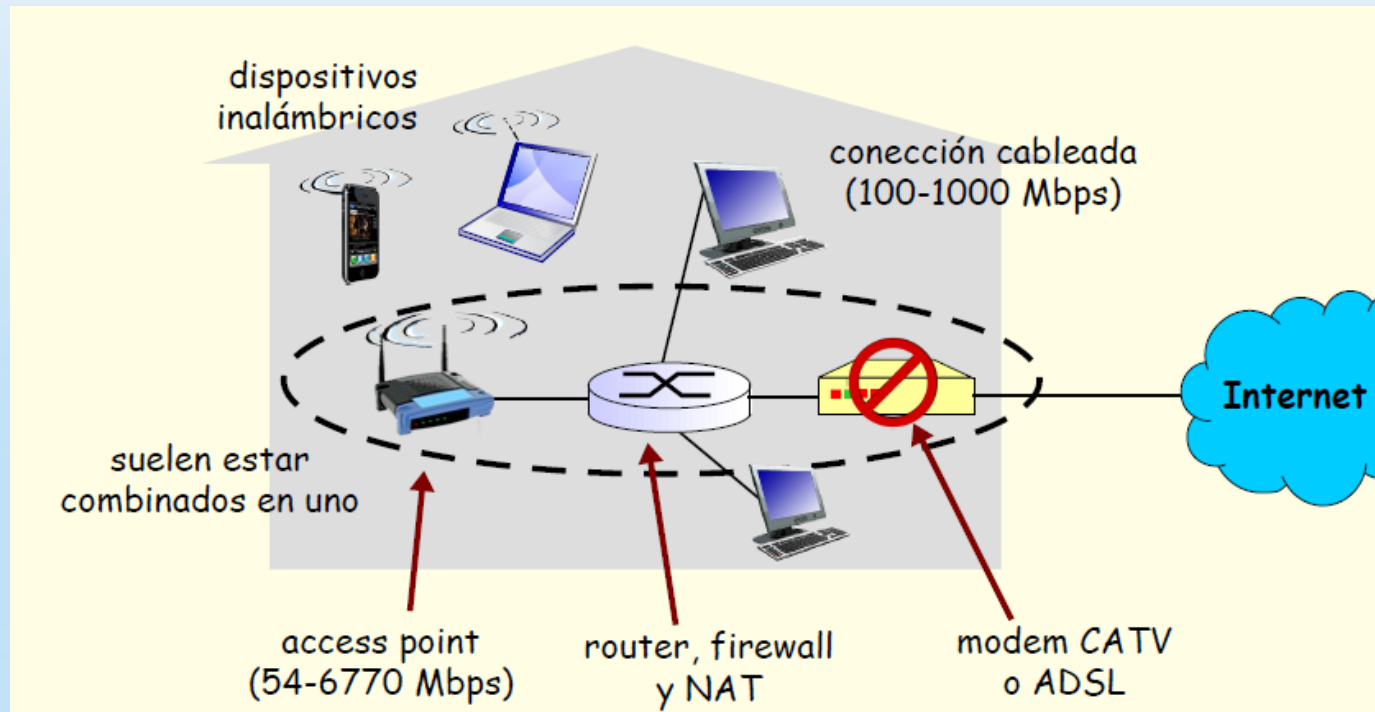 dispositivos
inalámbricos
conección cableada
(100-1000 Mbps)
Internet
suelen estar
combinados en uno
access point
(54-6770 Mbps)
router, firewall
y NAT
modem CATV
o ADSL